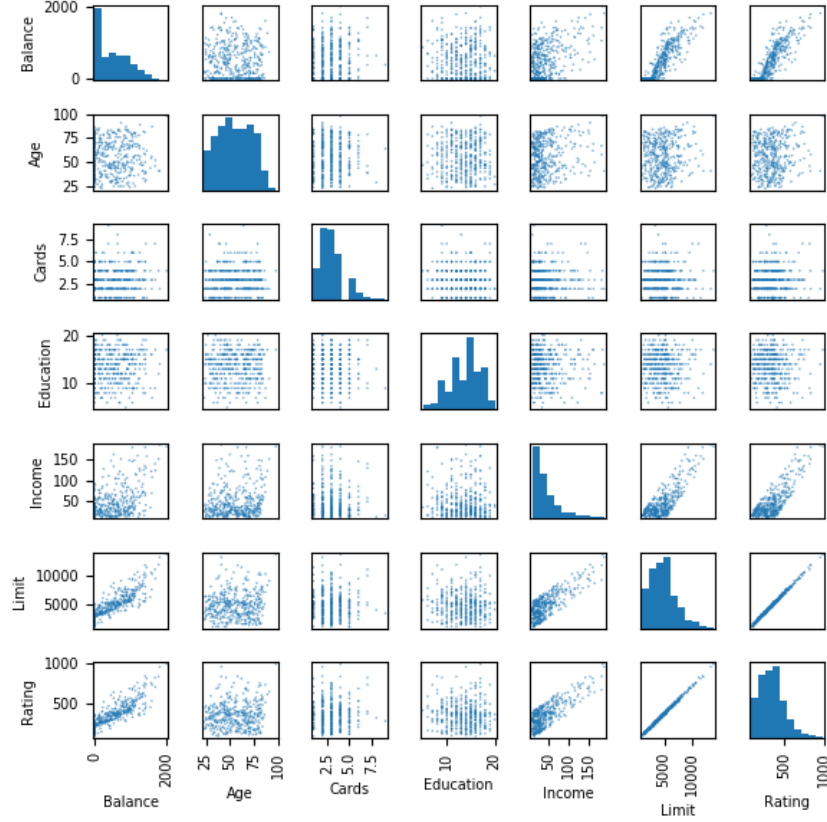 2000
0
Balance
100
75
50
25
Age
7.5
5.0
2.5
Cards
20
10
Education
150
100
50
Income
10000
5000
Limit
1000
500
Rating
0 2000
25 50 75 100
2.5 5.0 7.5
10 20
50 100 150
5000 10000
500 1000
Balance Age Cards Education Income Limit Rating